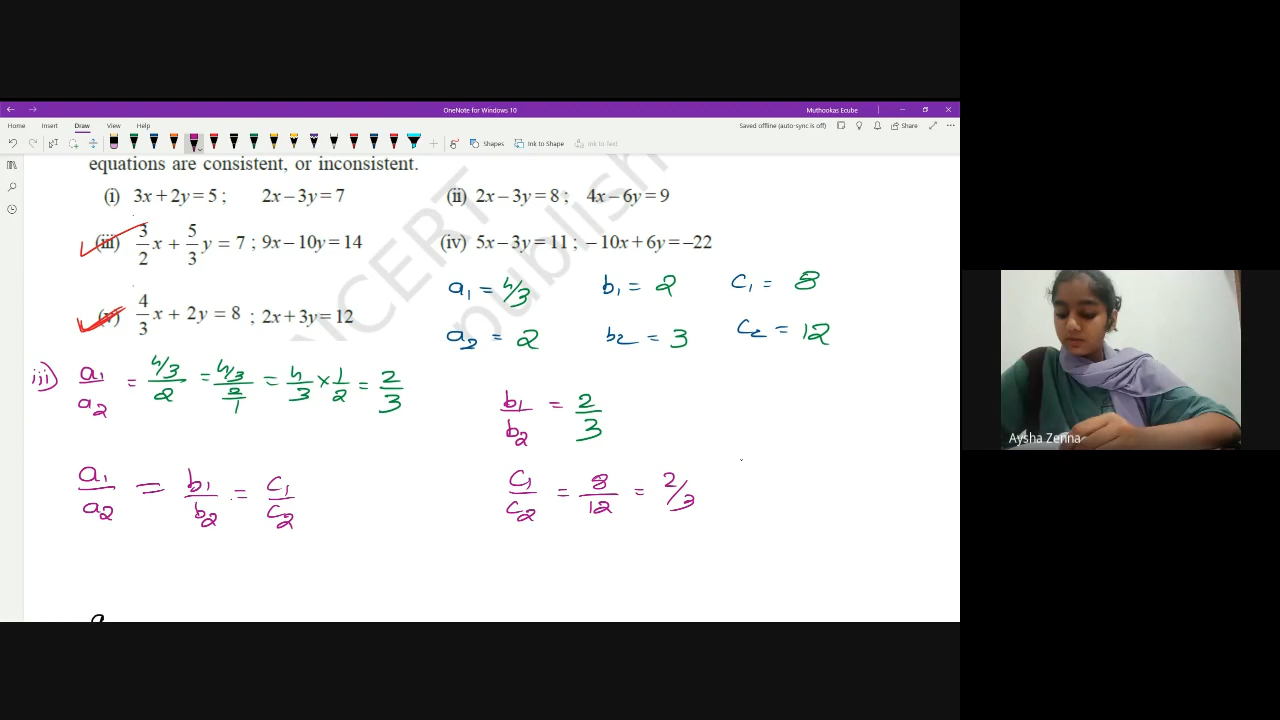 OneNote for Windows 10
Muthookas Ecube
Home Insert Draw View Help
Saved offline (auto-sync is off)
Share
Shapes
Ink to Shape
Ink to Text
equations are consistent, or inconsistent.
(i) 3x + 2y = 5 ; 2x – 3y = 7
(ii) 2x – 3y = 8 ; 4x – 6y = 9
(iii) 3/2 x + 5/3 y = 7 ; 9x – 10y = 14
(iv) 5x – 3y = 11 ; – 10x + 6y = –22
(v) 4/3 x + 2y = 8 ; 2x + 3y = 12
a1 = 4/3 b1 = 2 c1 = 8
a2 = 2 b2 = 3 c2 = 12
iii) a1/a2 = 4/3/2 = 4/3/2/1 = 4/3 × 1/2 = 2/3
b1/b2 = 2/3
a1/a2 = b1/b2 = c1/c2
c1/c2 = 8/12 = 2/3
NCERT
publish
Aysha Zenna